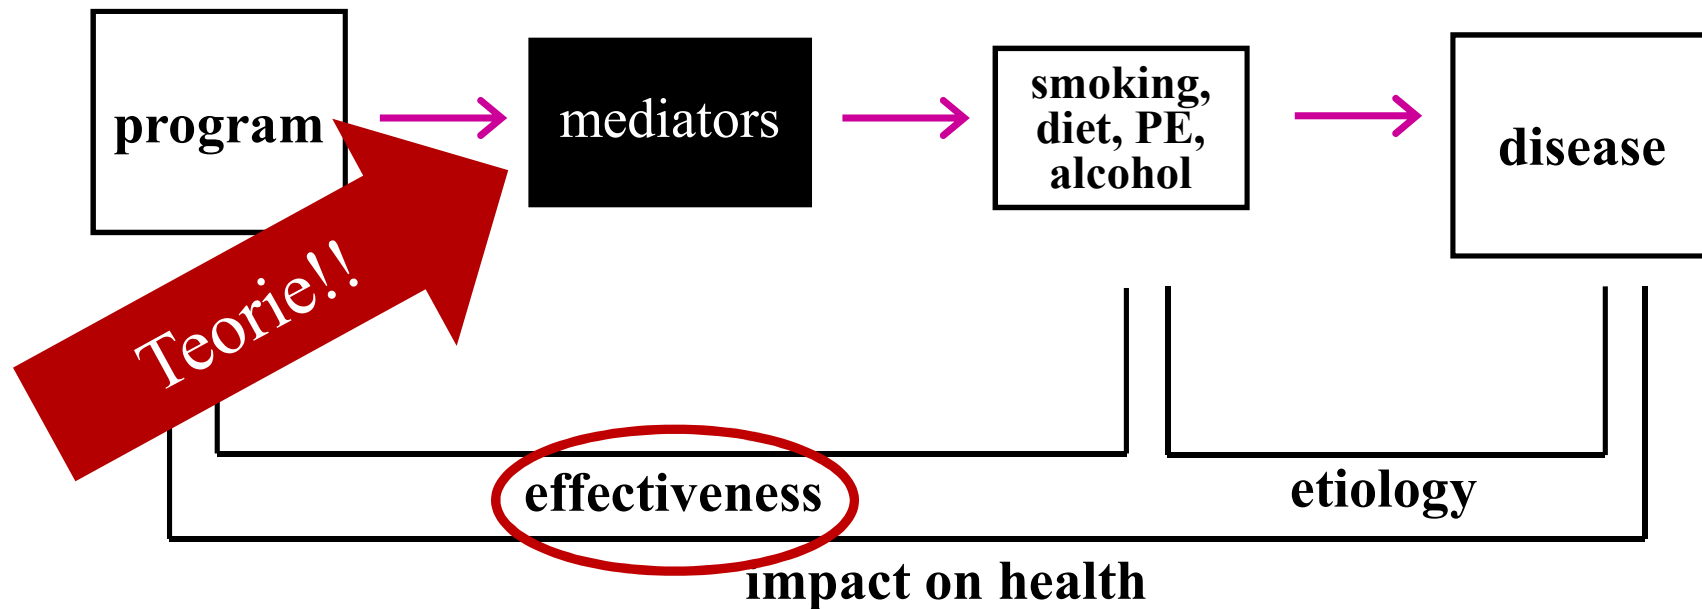 program
mediators
smoking,
diet, PE,
alcohol
disease
Teorie!!
effectiveness
etiology
impact on health